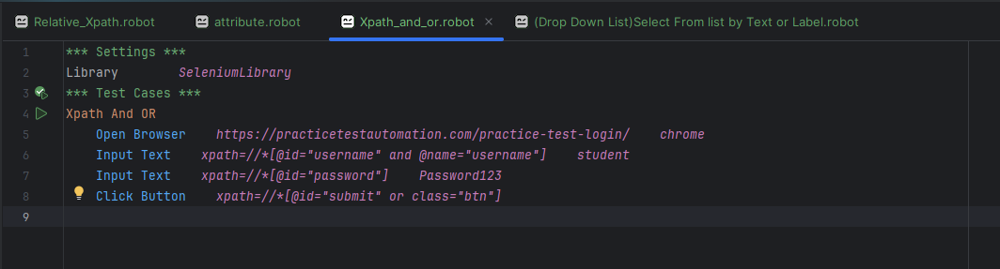 Relative_Xpath.robot attribute.robot Xpath_and_or.robot (Drop Down List)Select From list by Text or Label.robot
1 *** Settings ***
2 Library SeleniumLibrary
3 *** Test Cases ***
4 Xpath And OR
5 Open Browser https://practicetestautomation.com/practice-test-login/ chrome
6 Input Text xpath=//*[@id="username" and @name="username"] student
7 Input Text xpath=//*[@id="password"] Password123
8 Click Button xpath=//*[@id="submit" or class="btn"]
9